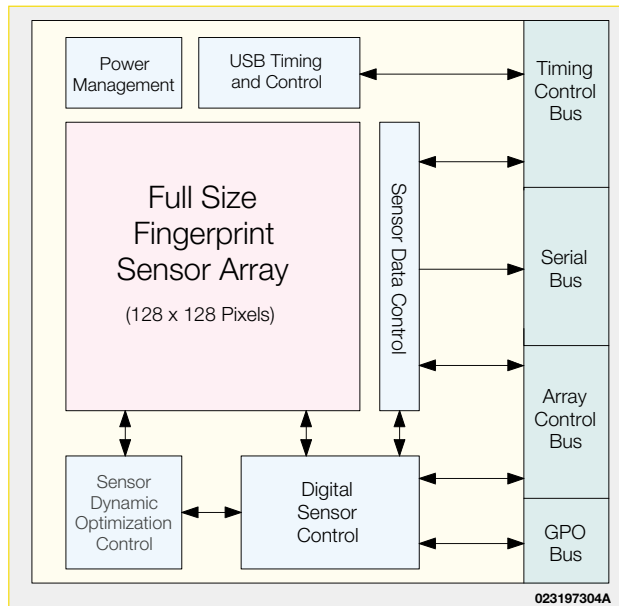 Power
Management
USB Timing
and Control
Timing
Control
Bus
Full Size
Fingerprint
Sensor Array
(128 x 128 Pixels)
Sensor Data Control
Serial
Bus
Array
Control
Bus
Sensor
Dynamic
Optimization
Control
Digital
Sensor
Control
GPO
Bus
023197304A